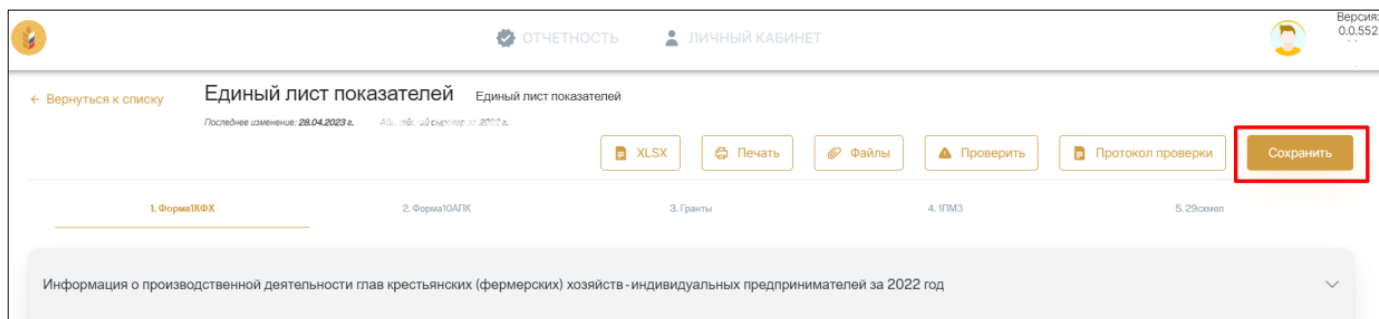 Версия:
0.0.552
ОТЧЕТНОСТЬ ЛИЧНЫЙ КАБИНЕТ
← Вернуться к списку Единый лист показателей Единый лист показателей
Последнее изменение: 28.04.2023 г.
XLSX Печать Файлы Проверить Протокол проверки Сохранить
1. Форма1КФХ 2. Форма10АПК 3. Гранты 4. 1ПМЗ 5. 29схмел
Информация о производственной деятельности глав крестьянских (фермерских) хозяйств-индивидуальных предпринимателей за 2022 год